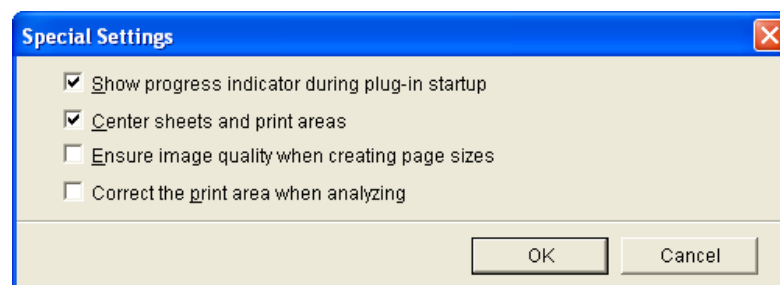 Special Settings
Show progress indicator during plug-in startup
Center sheets and print areas
Ensure image quality when creating page sizes
Correct the print area when analyzing
OK Cancel